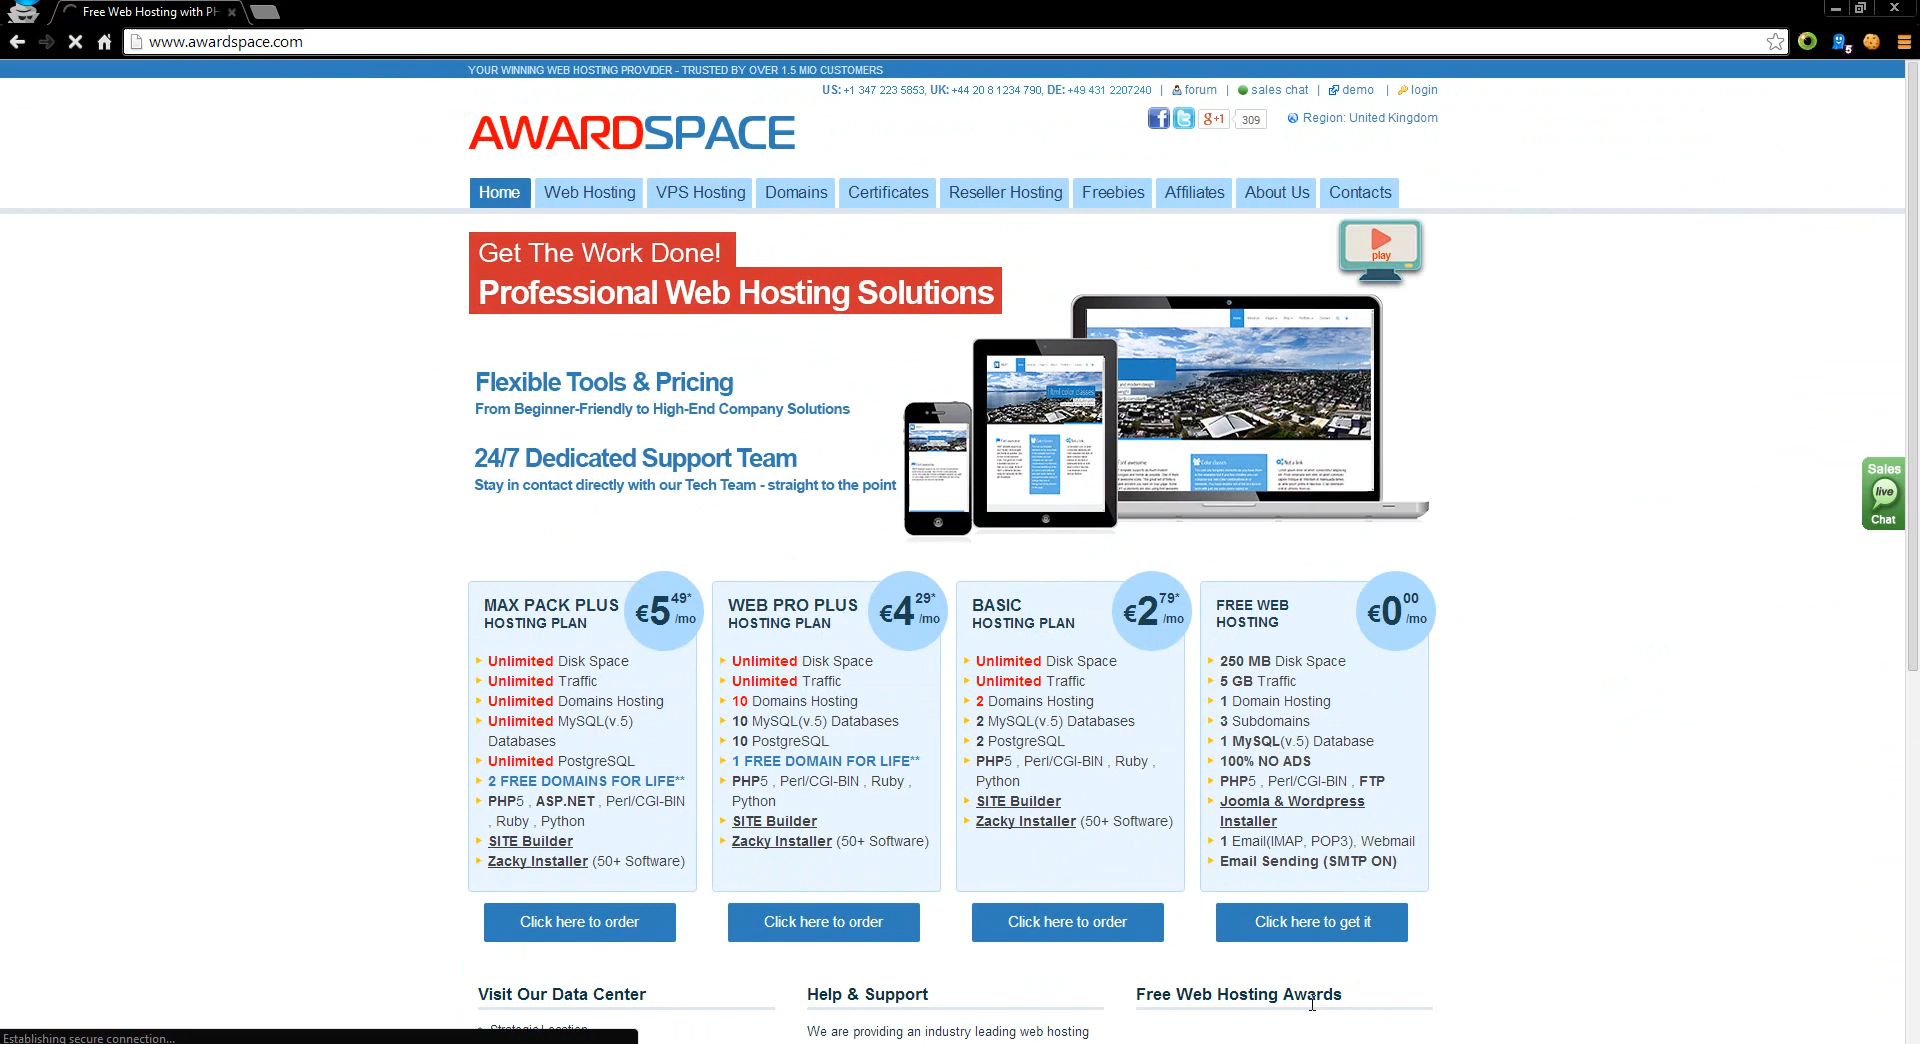 Free Web Hosting with PH
www.awardspace.com
5
YOUR WINNING WEB HOSTING PROVIDER - TRUSTED BY OVER 1.5 MIO CUSTOMERS
US: +1 347 223 5853, UK: +44 20 8 1234 790, DE: +49 431 2207240 | forum | sales chat | demo | login
AWARDSPACE
g+1 309 Region: United Kingdom
Home Web Hosting VPS Hosting Domains Certificates Reseller Hosting Freebies Affiliates About Us Contacts
Get The Work Done!
Professional Web Hosting Solutions
play
Flexible Tools & Pricing
From Beginner-Friendly to High-End Company Solutions
24/7 Dedicated Support Team
Stay in contact directly with our Tech Team - straight to the point
Sales
live
Chat
MAX PACK PLUS
HOSTING PLAN
€5 49* /mo
Unlimited Disk Space
Unlimited Traffic
Unlimited Domains Hosting
Unlimited MySQL(v.5)
Databases
Unlimited PostgreSQL
2 FREE DOMAINS FOR LIFE**
PHP5 , ASP.NET , Perl/CGI-BIN
, Ruby , Python
SITE Builder
Zacky Installer (50+ Software)
Click here to order
WEB PRO PLUS
HOSTING PLAN
€4 29* /mo
Unlimited Disk Space
Unlimited Traffic
10 Domains Hosting
10 MySQL(v.5) Databases
10 PostgreSQL
1 FREE DOMAIN FOR LIFE**
PHP5 , Perl/CGI-BIN , Ruby ,
Python
SITE Builder
Zacky Installer (50+ Software)
Click here to order
BASIC
HOSTING PLAN
€2 79* /mo
Unlimited Disk Space
Unlimited Traffic
2 Domains Hosting
2 MySQL(v.5) Databases
2 PostgreSQL
PHP5 , Perl/CGI-BIN , Ruby ,
Python
SITE Builder
Zacky Installer (50+ Software)
Click here to order
FREE WEB
HOSTING
€0 00 /mo
250 MB Disk Space
5 GB Traffic
1 Domain Hosting
3 Subdomains
1 MySQL(v.5) Database
100% NO ADS
PHP5 , Perl/CGI-BIN , FTP
Joomla & Wordpress
Installer
1 Email(IMAP, POP3), Webmail
Email Sending (SMTP ON)
Click here to get it
Visit Our Data Center
Strategic Location
Help & Support
We are providing an industry leading web hosting
Free Web Hosting Awards
Establishing secure connection...